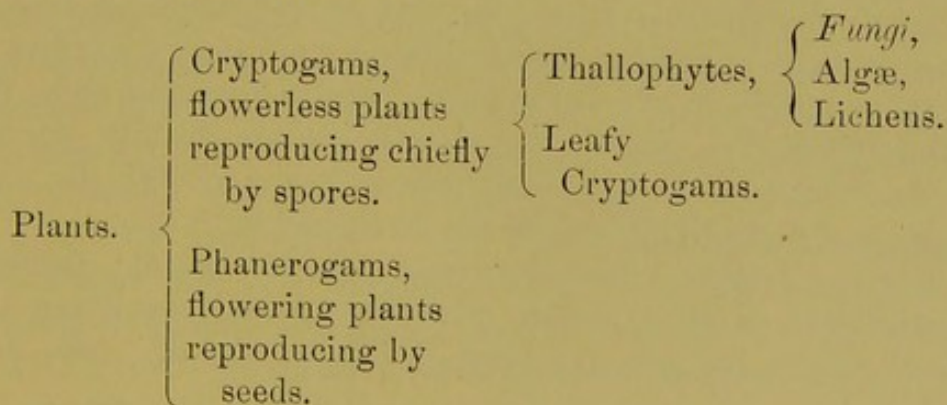 Plants.
Cryptogams,
flowerless plants
reproducing chiefly
by spores.
Thallophytes,
Fungi,
Algæ,
Lichens.
Leafy
Cryptogams.
Phanerogams,
flowering plants
reproducing by
seeds.